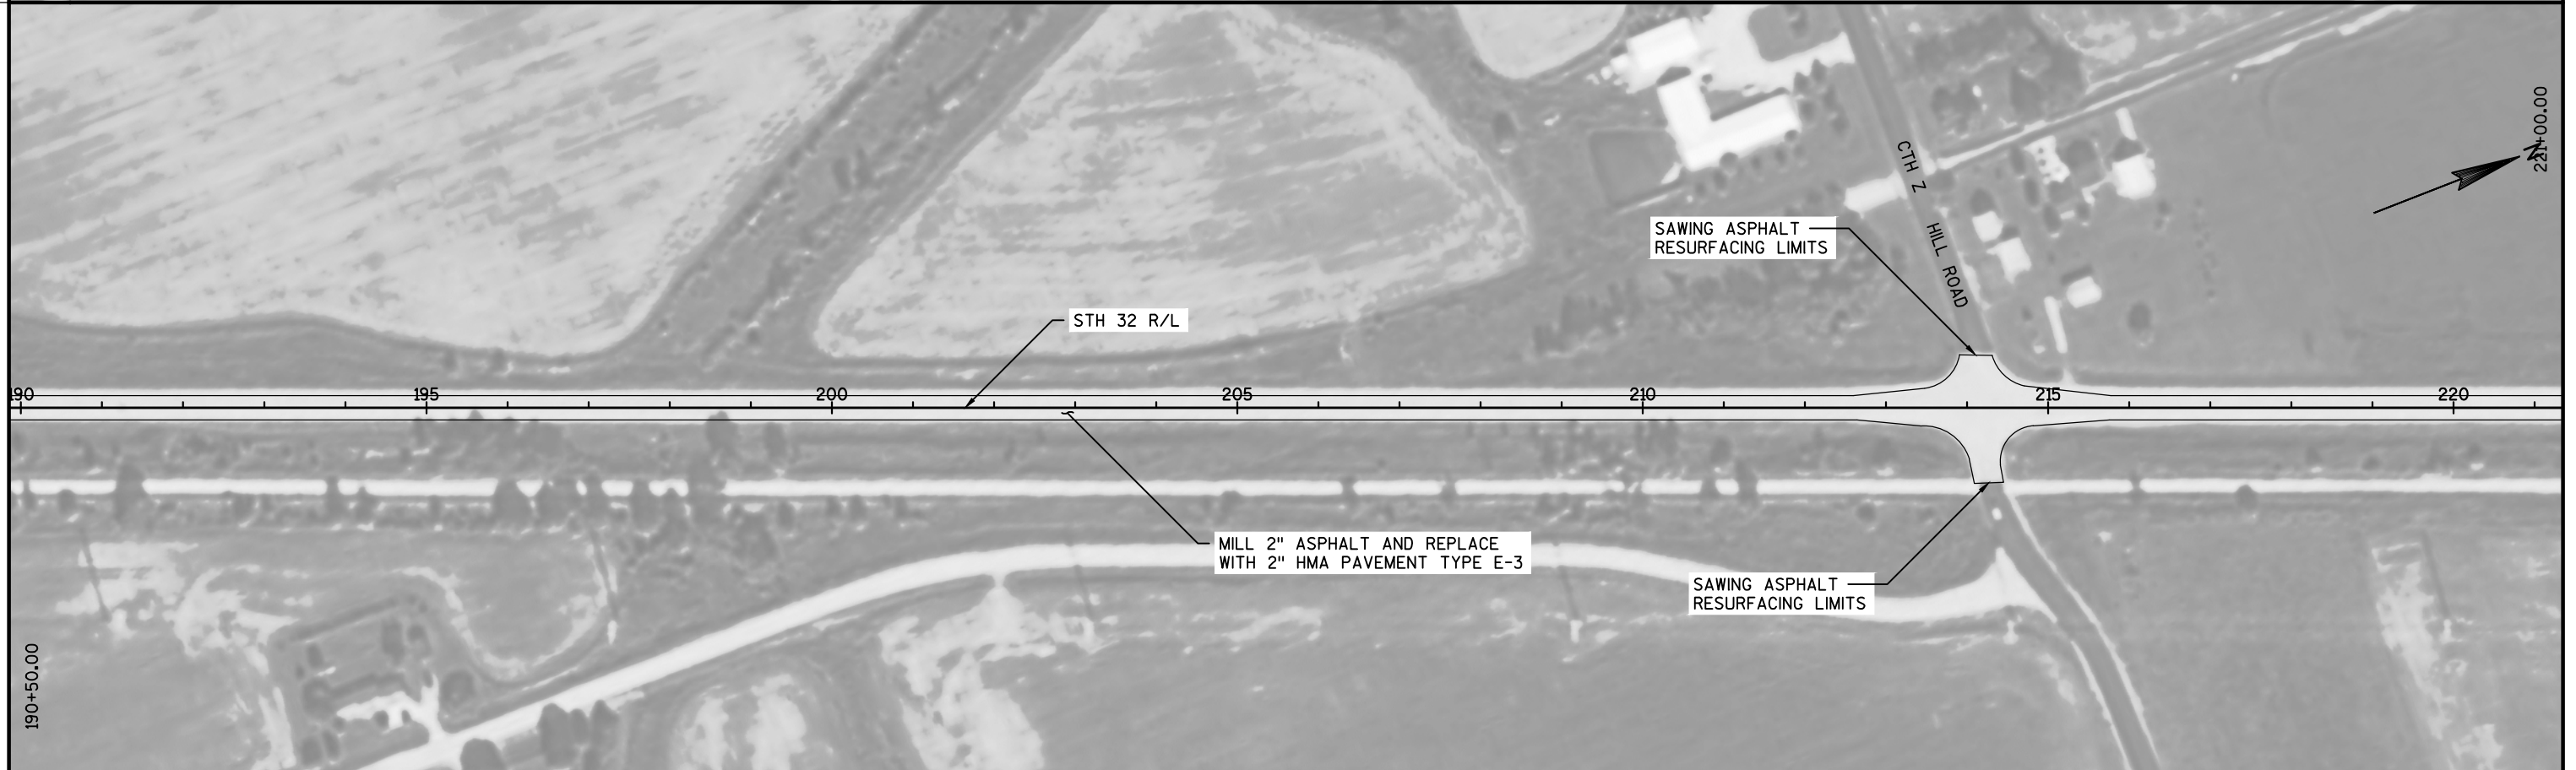 221+00.00
N
CTH Z
HILL ROAD
SAWING ASPHALT
RESURFACING LIMITS
STH 32 R/L
190
195
200
205
210
215
220
MILL 2" ASPHALT AND REPLACE
WITH 2" HMA PAVEMENT TYPE E-3
SAWING ASPHALT
RESURFACING LIMITS
190+50.00